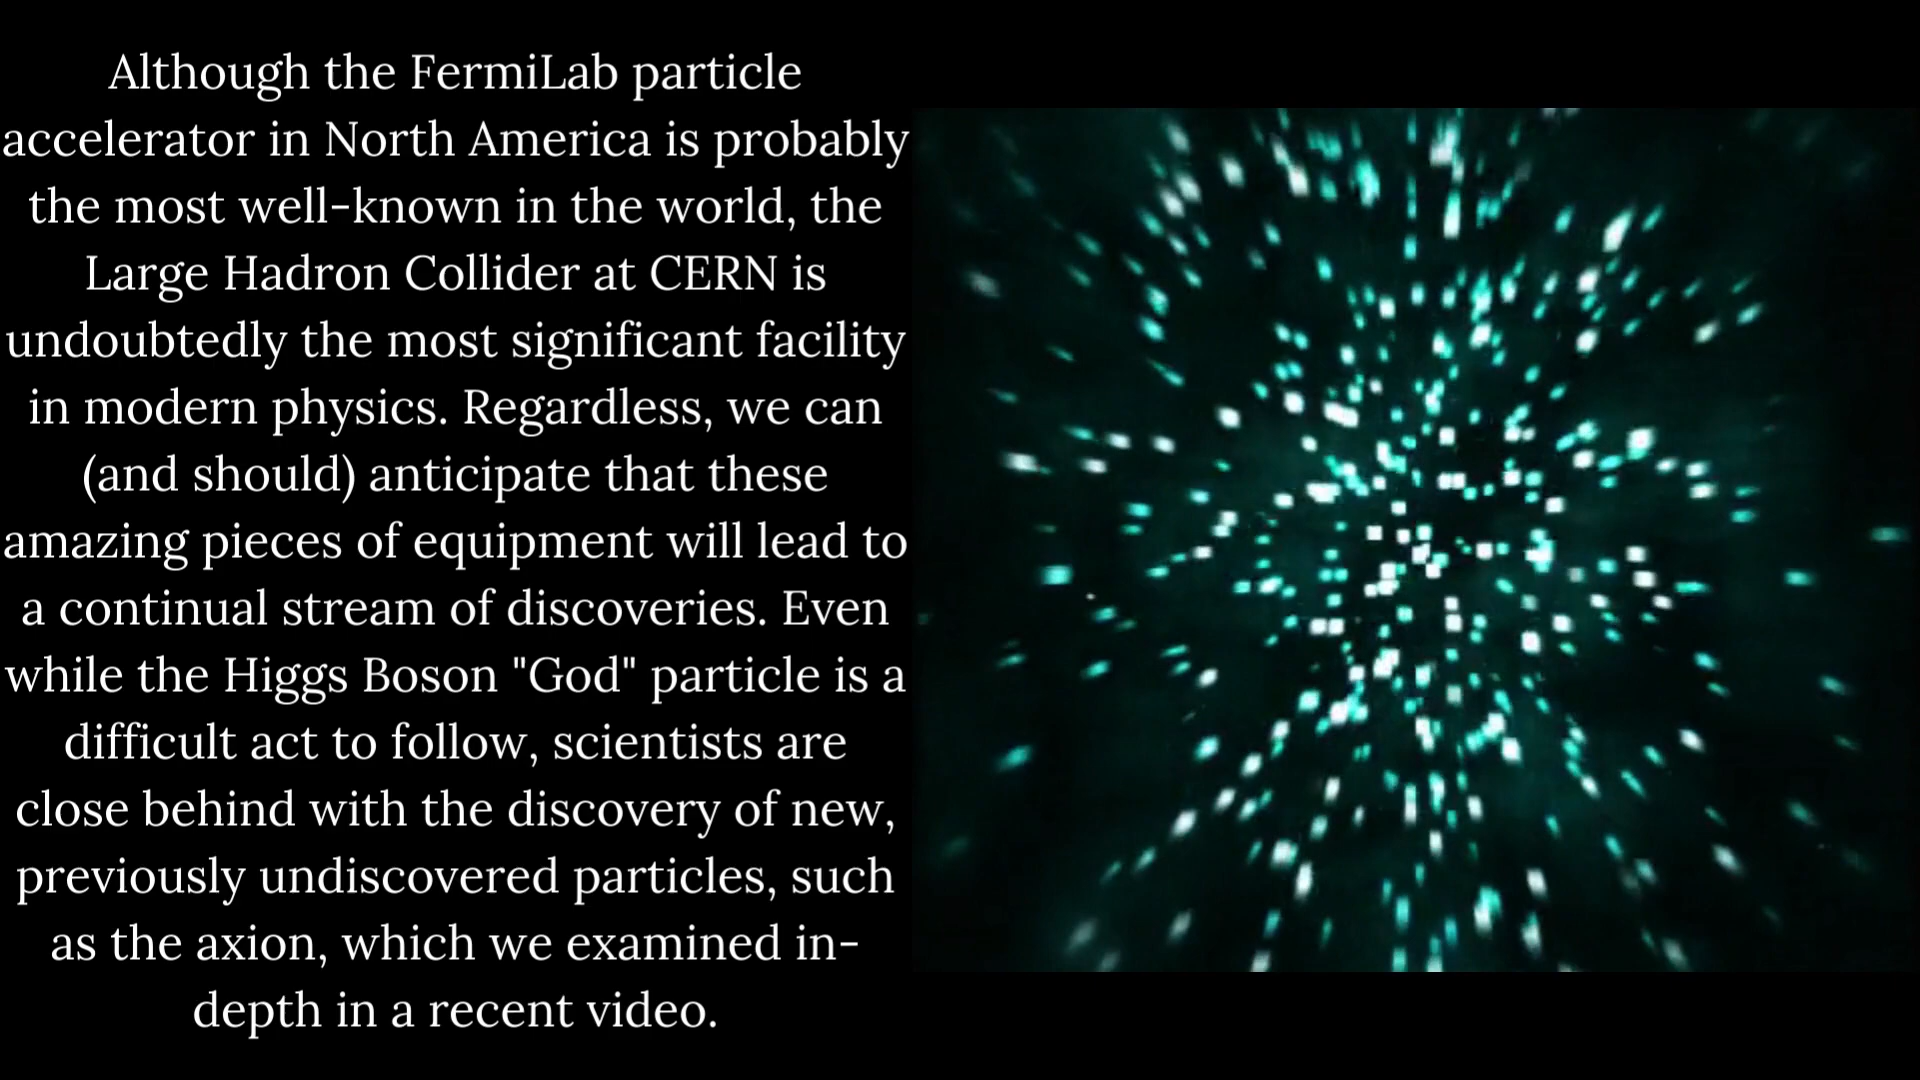 Although the FermiLab particle
accelerator in North America is probably
the most well-known in the world, the
Large Hadron Collider at CERN is
undoubtedly the most significant facility
in modern physics. Regardless, we can
(and should) anticipate that these
amazing pieces of equipment will lead to
a continual stream of discoveries. Even
while the Higgs Boson "God" particle is a
difficult act to follow, scientists are
close behind with the discovery of new,
previously undiscovered particles, such
as the axion, which we examined in-
depth in a recent video.